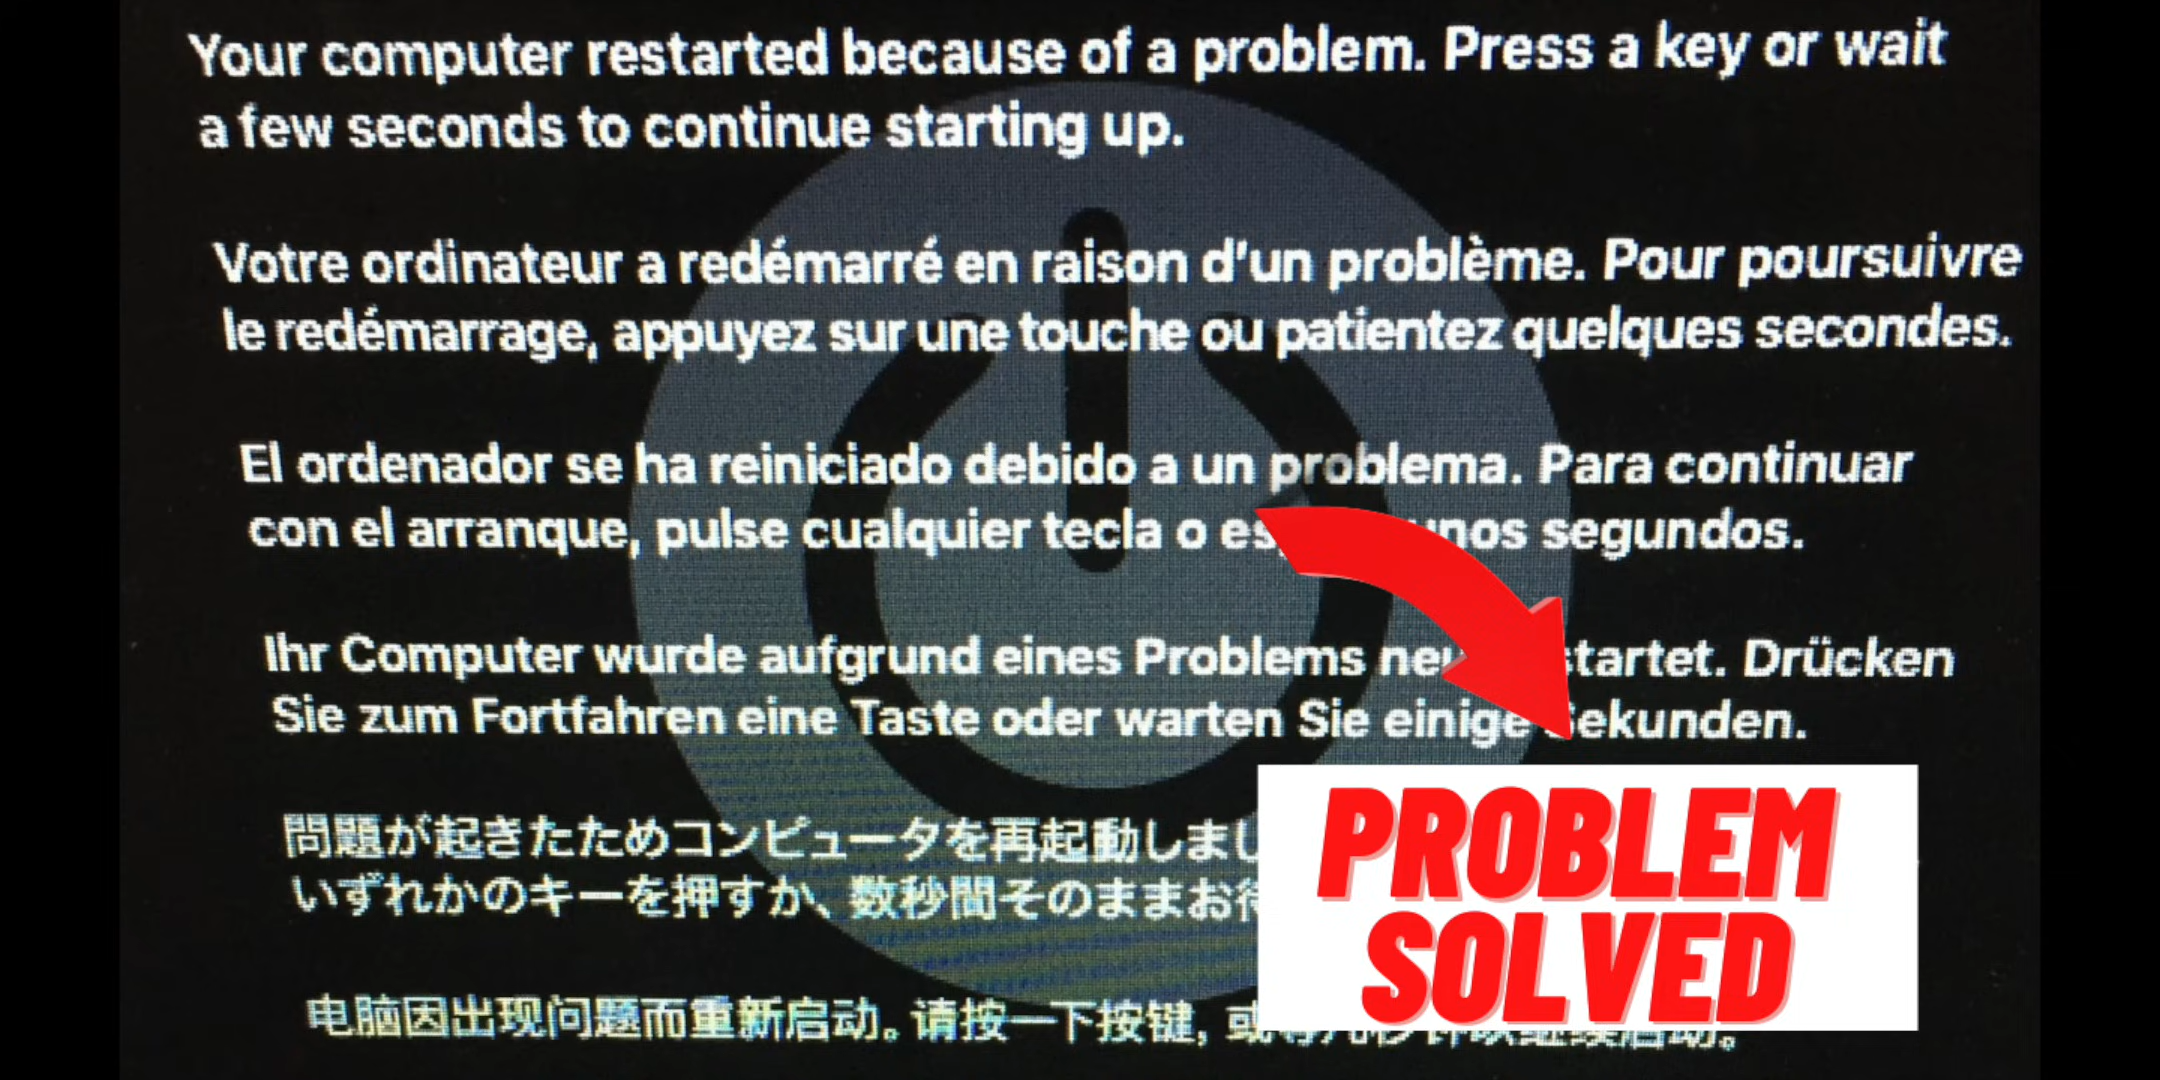 Your computer restarted because of a problem. Press a key or wait
a few seconds to continue starting up.
Votre ordinateur a redémarré en raison d'un problème. Pour poursuivre
le redémarrage, appuyez sur une touche ou patientez quelques secondes.
El ordenador se ha reiniciado debido a un problema. Para continuar
con el arranque, pulse cualquier tecla o segundos.
Ihr Computer wurde aufgrund eines Problems Drücken
Sie zum Fortfahren eine Taste oder warten Sie einige Sekunden.
問題が起きたためコンピュータを再起動しまし
いずれかのキーを押すか、数秒間そのままお待
电脑因出现问题而重新启动。请按一下按键,或
PROBLEM
SOLVED